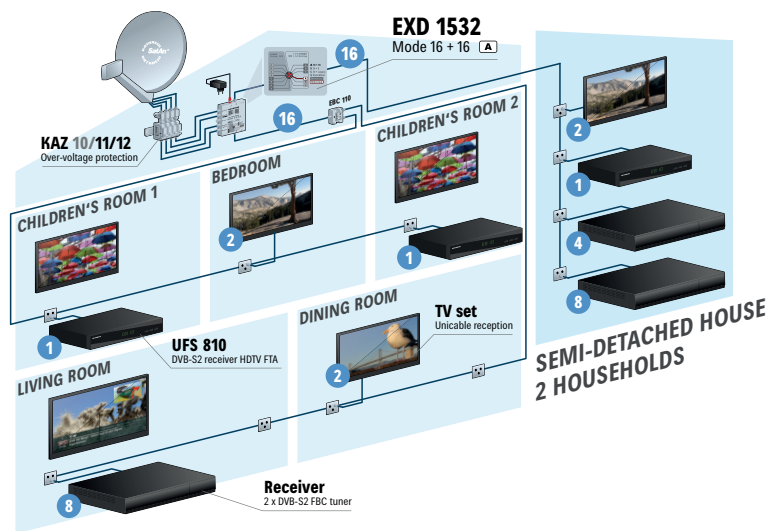 SatAn
EXD 1532
Mode 16 + 16 A
16
EBC 110
16
KAZ 10/11/12
Over-voltage protection
CHILDREN'S ROOM 2
2
BEDROOM
1
CHILDREN'S ROOM 1
2
4
1
8
1
UFS 810
DVB-S2 receiver HDTV FTA
DINING ROOM
TV set
Unicable reception
2
LIVING ROOM
SEMI-DETACHED HOUSE
2 HOUSEHOLDS
8
Receiver
2 x DVB-S2 FBC tuner